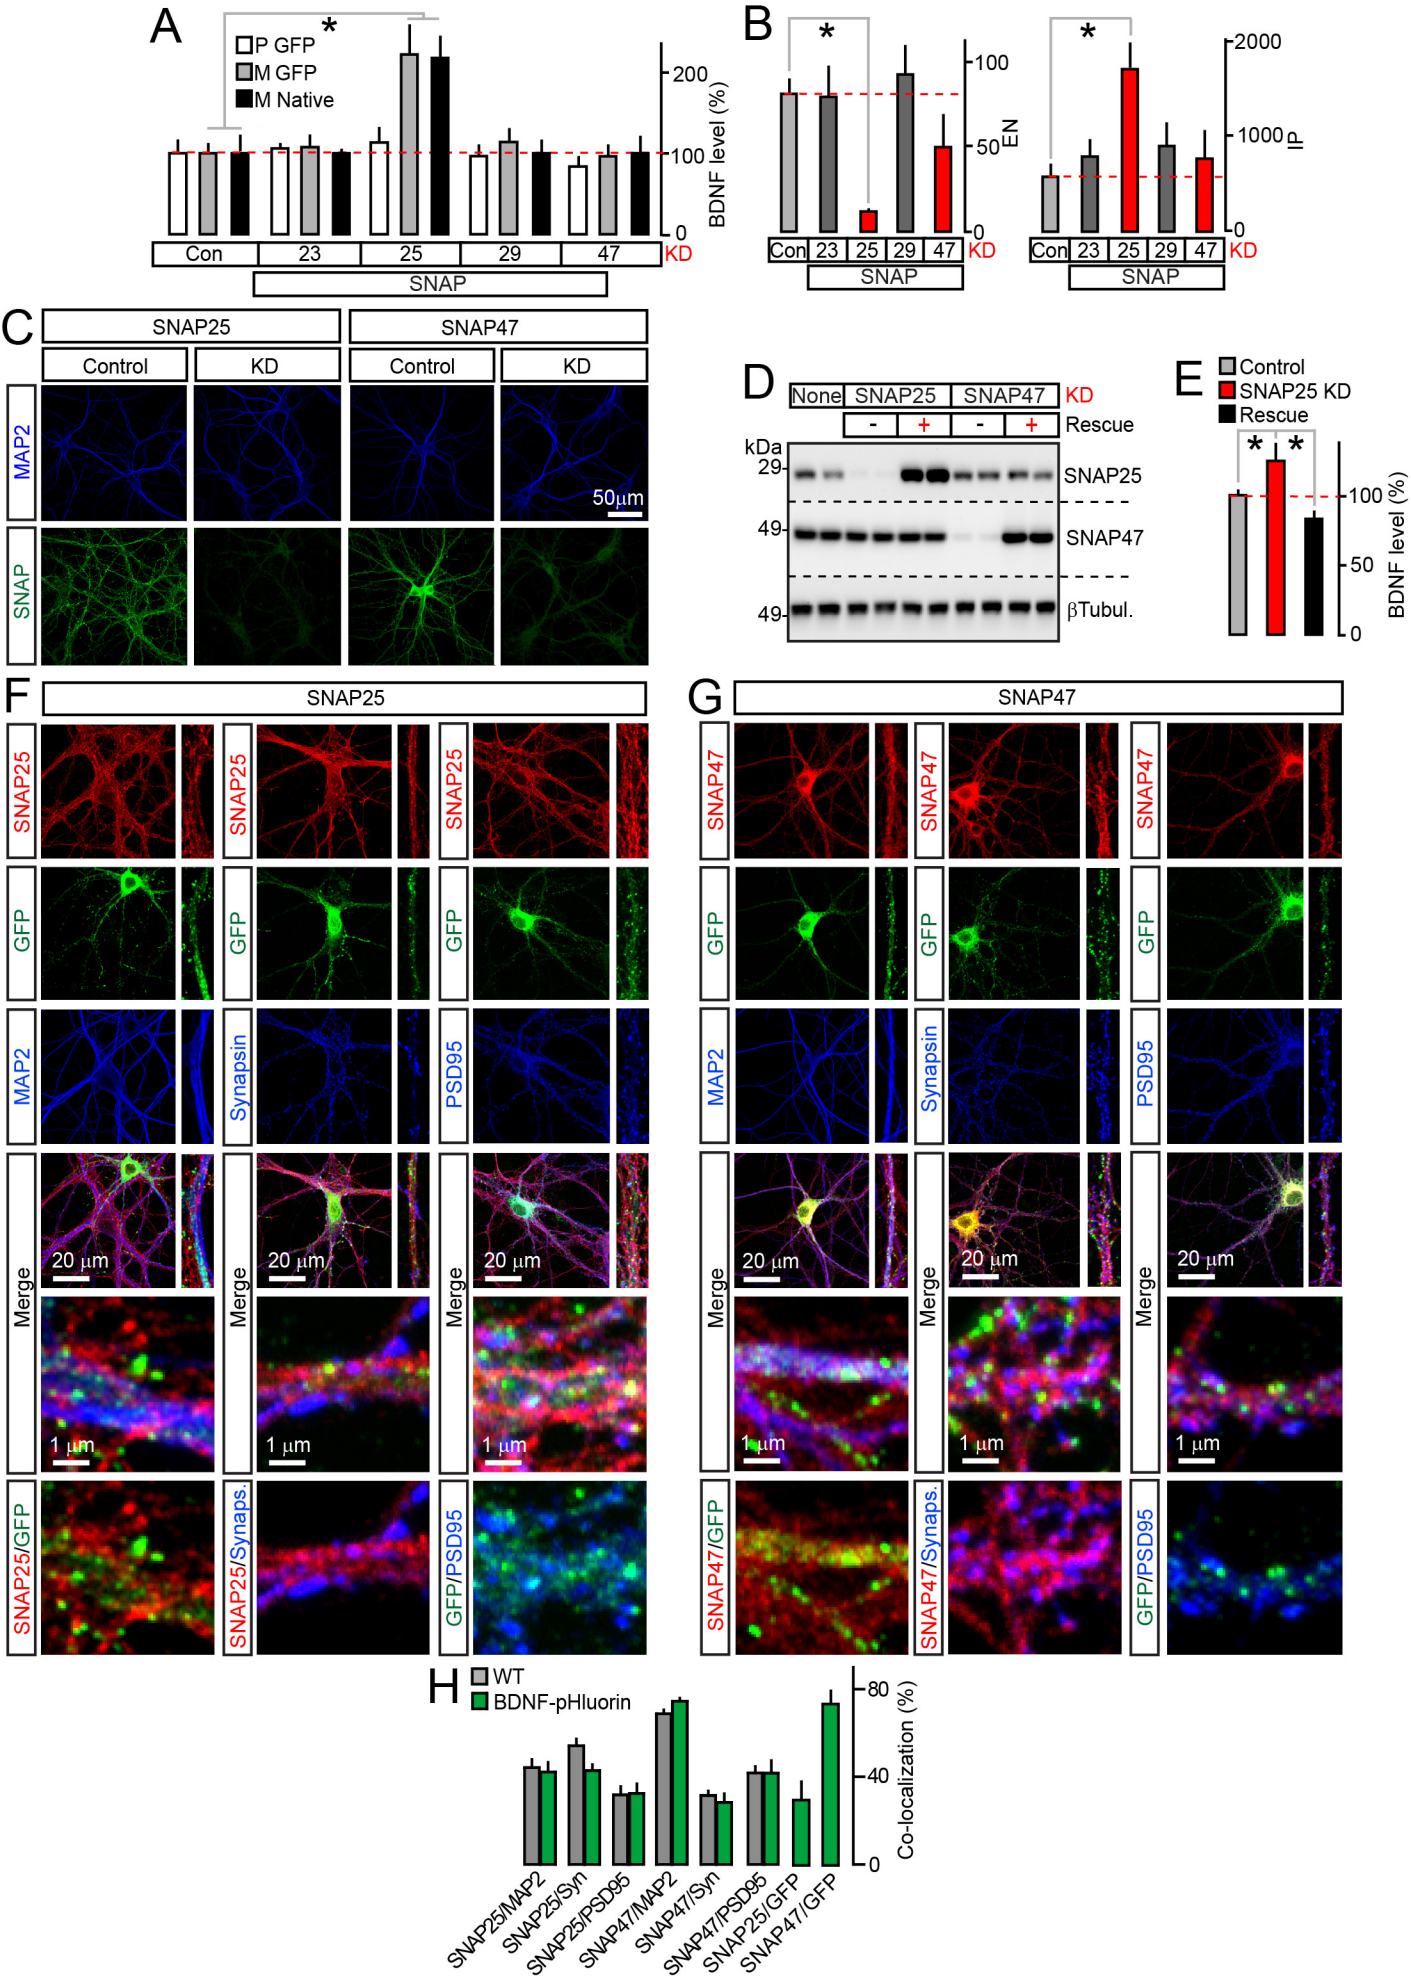 A
*
P GFP
M GFP
M Native
200
100
0
BDNF level (%)
Con 23 25 29 47 KD
SNAP
B
*
100
50
0
EN
Con 23 25 29 47 KD
SNAP
*
2000
1000
0
IP
Con 23 25 29 47 KD
SNAP
C
SNAP25 SNAP47
Control KD Control KD
MAP2
50µm
SNAP
D
None SNAP25 SNAP47 KD
- + - + Rescue
kDa
29 SNAP25
49 SNAP47
49 βTubul.
E
Control
SNAP25 KD
Rescue
* *
100
50
0
BDNF level (%)
F
SNAP25
SNAP25 SNAP25 SNAP25
GFP GFP GFP
MAP2 Synapsin PSD95
Merge Merge Merge
20 µm 20 µm 20 µm
1 µm 1 µm 1 µm
SNAP25/GFP SNAP25/Synaps. GFP/PSD95
G
SNAP47
SNAP47 SNAP47 SNAP47
GFP GFP GFP
MAP2 Synapsin PSD95
Merge Merge Merge
20 µm 20 µm 20 µm
1 µm 1 µm 1 µm
SNAP47/GFP SNAP47/Synaps. GFP/PSD95
H
WT
BDNF-pHluorin
80
40
0
Co-localization (%)
SNAP25/MAP2
SNAP25/Syn
SNAP25/PSD95
SNAP47/MAP2
SNAP47/Syn
SNAP47/PSD95
SNAP25/GFP
SNAP47/GFP